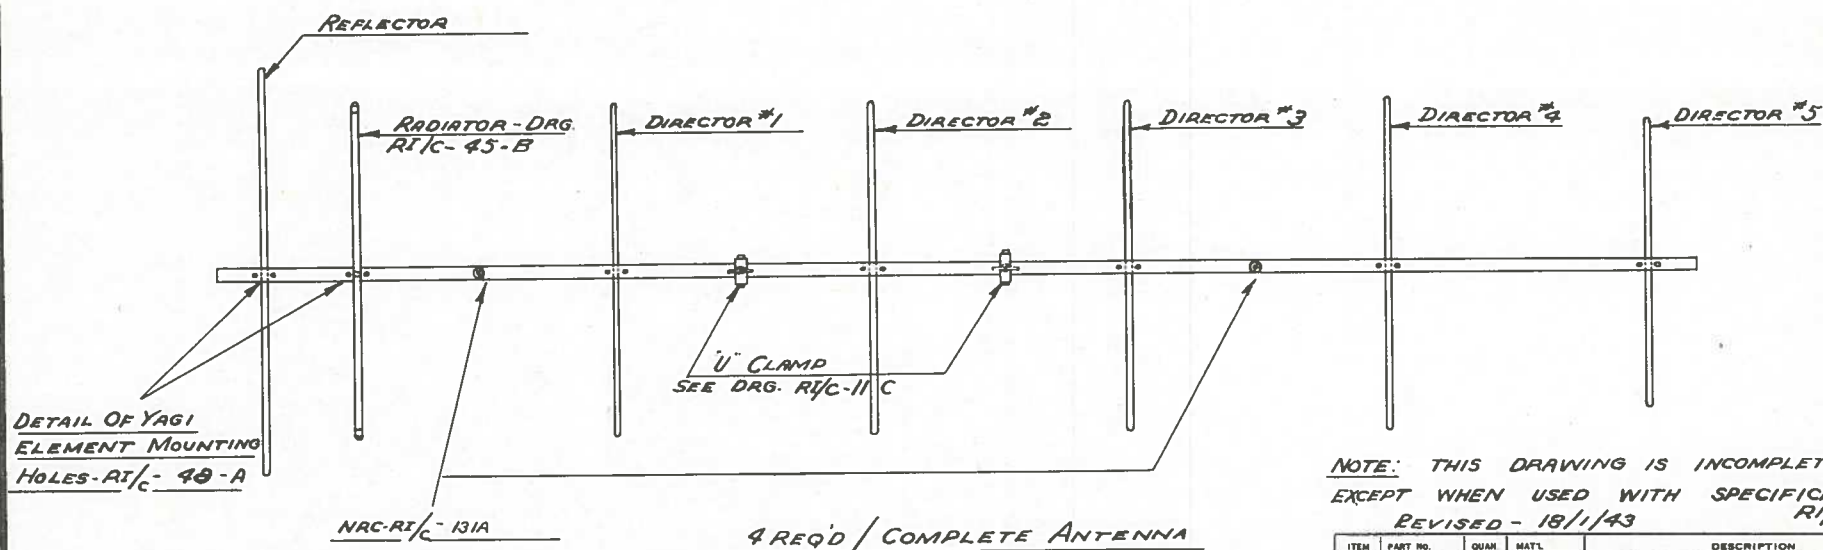 REFLECTOR
RADIATOR - DRG.
RI/C - 45 - B
DIRECTOR #1
DIRECTOR #2
DIRECTOR #3
DIRECTOR #4
DIRECTOR #5
"U" CLAMP
SEE DRG. RI/C - 11 C
DETAIL OF YAGI
ELEMENT MOUNTING
HOLES - RI/C - 48 - A
NRC - RI/C - 131A
4 REQ'D / COMPLETE ANTENNA
NOTE: THIS DRAWING IS INCOMPLET
EXCEPT WHEN USED WITH SPECIFIC
REVISED - 18/1/43
ITEM PART NO. QUAN. MAT'L DESCRIPTION